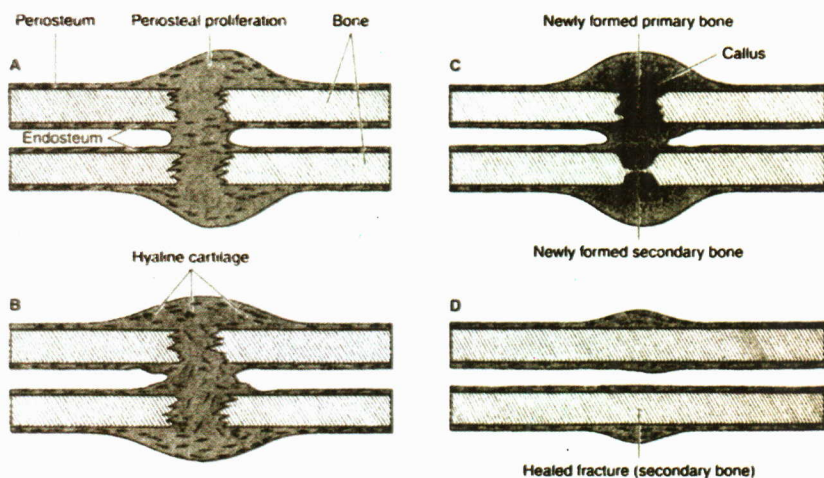 Periosteum
Periosteal proliferation
Bone
A
Endosteum
Newly formed primary bone
C
Callus
Newly formed secondary bone
Hyaline cartilage
B
D
Healed fracture (secondary bone)